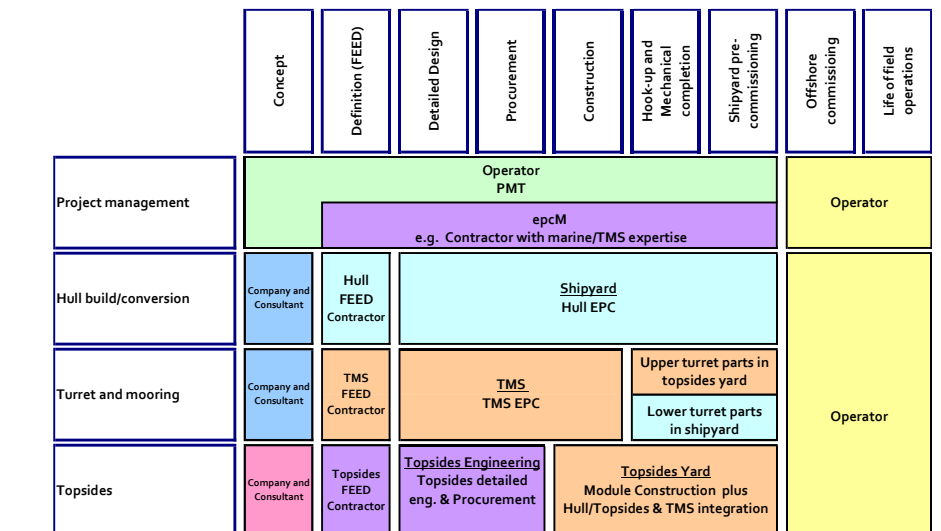 Concept
Definition (FEED)
Detailed Design
Procurement
Construction
Hook-up and
Mechanical
completion
Shipyard pre-
commissioning
Offshore
commissioing
Life of field
operations
Project management
Operator
PMT
epcM
e.g. Contractor with marine/TMS expertise
Operator
Hull build/conversion
Company and
Consultant
Hull
FEED
Contractor
Shipyard
Hull EPC
Turret and mooring
Company and
Consultant
TMS
FEED
Contractor
TMS
TMS EPC
Upper turret parts in
topsides yard
Lower turret parts
in shipyard
Operator
Topsides
Company and
Consultant
Topsides
FEED
Contractor
Topsides Engineering
Topsides detailed
eng. & Procurement
Topsides Yard
Module Construction plus
Hull/Topsides & TMS integration